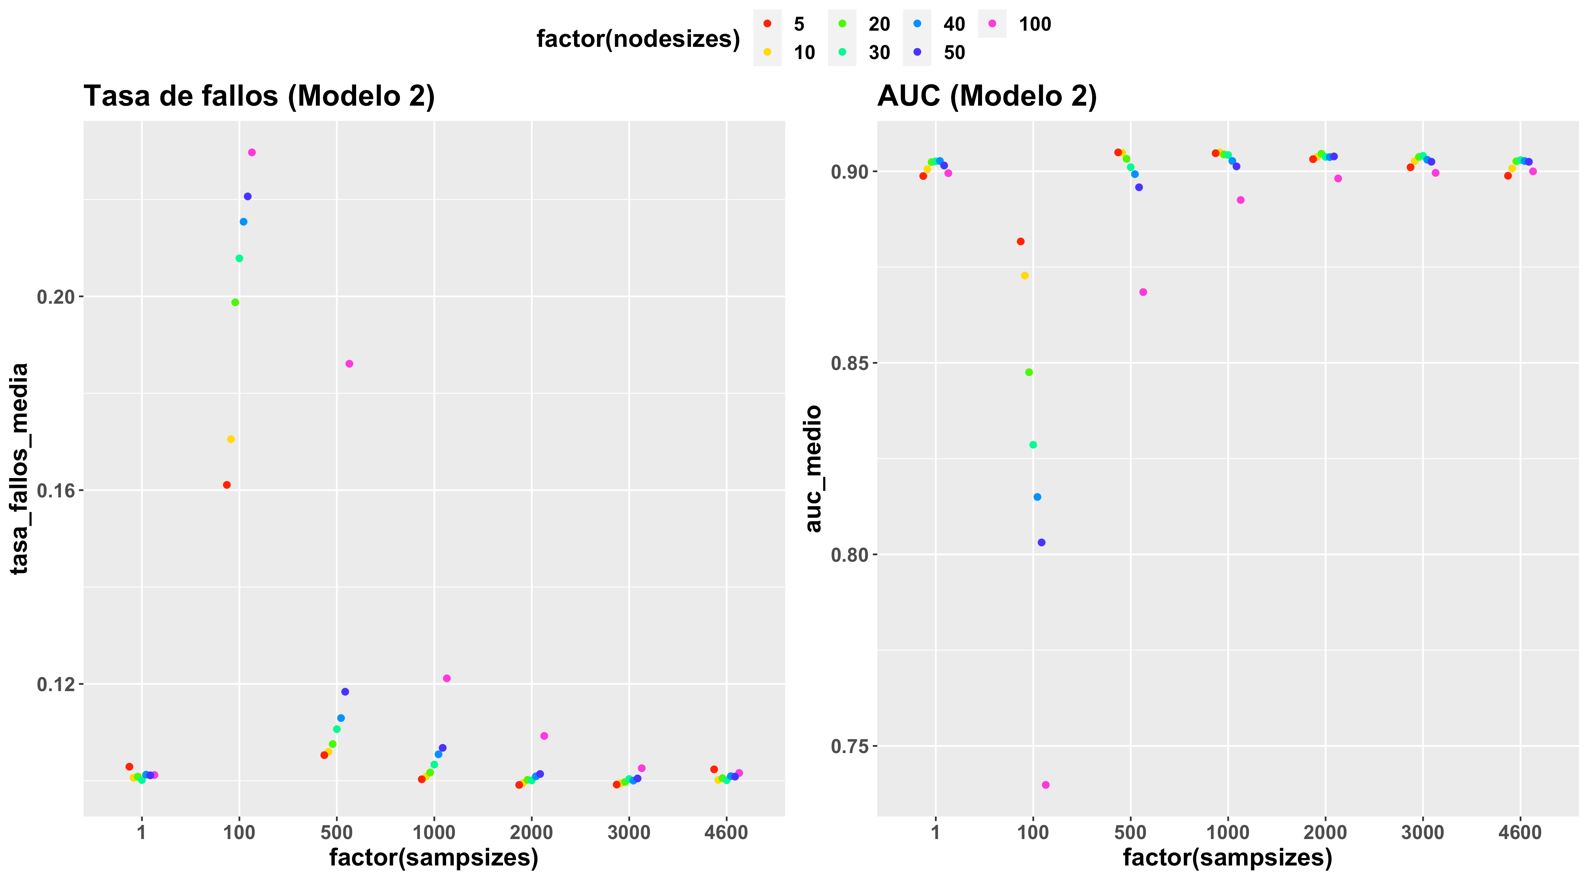 factor(nodesizes) 5 20 40 100
10 30 50
Tasa de fallos (Modelo 2)
tasa_fallos_media
0.20
0.16
0.12
1 100 500 1000 2000 3000 4600
factor(sampsizes)
AUC (Modelo 2)
auc_medio
0.90
0.85
0.80
0.75
1 100 500 1000 2000 3000 4600
factor(sampsizes)